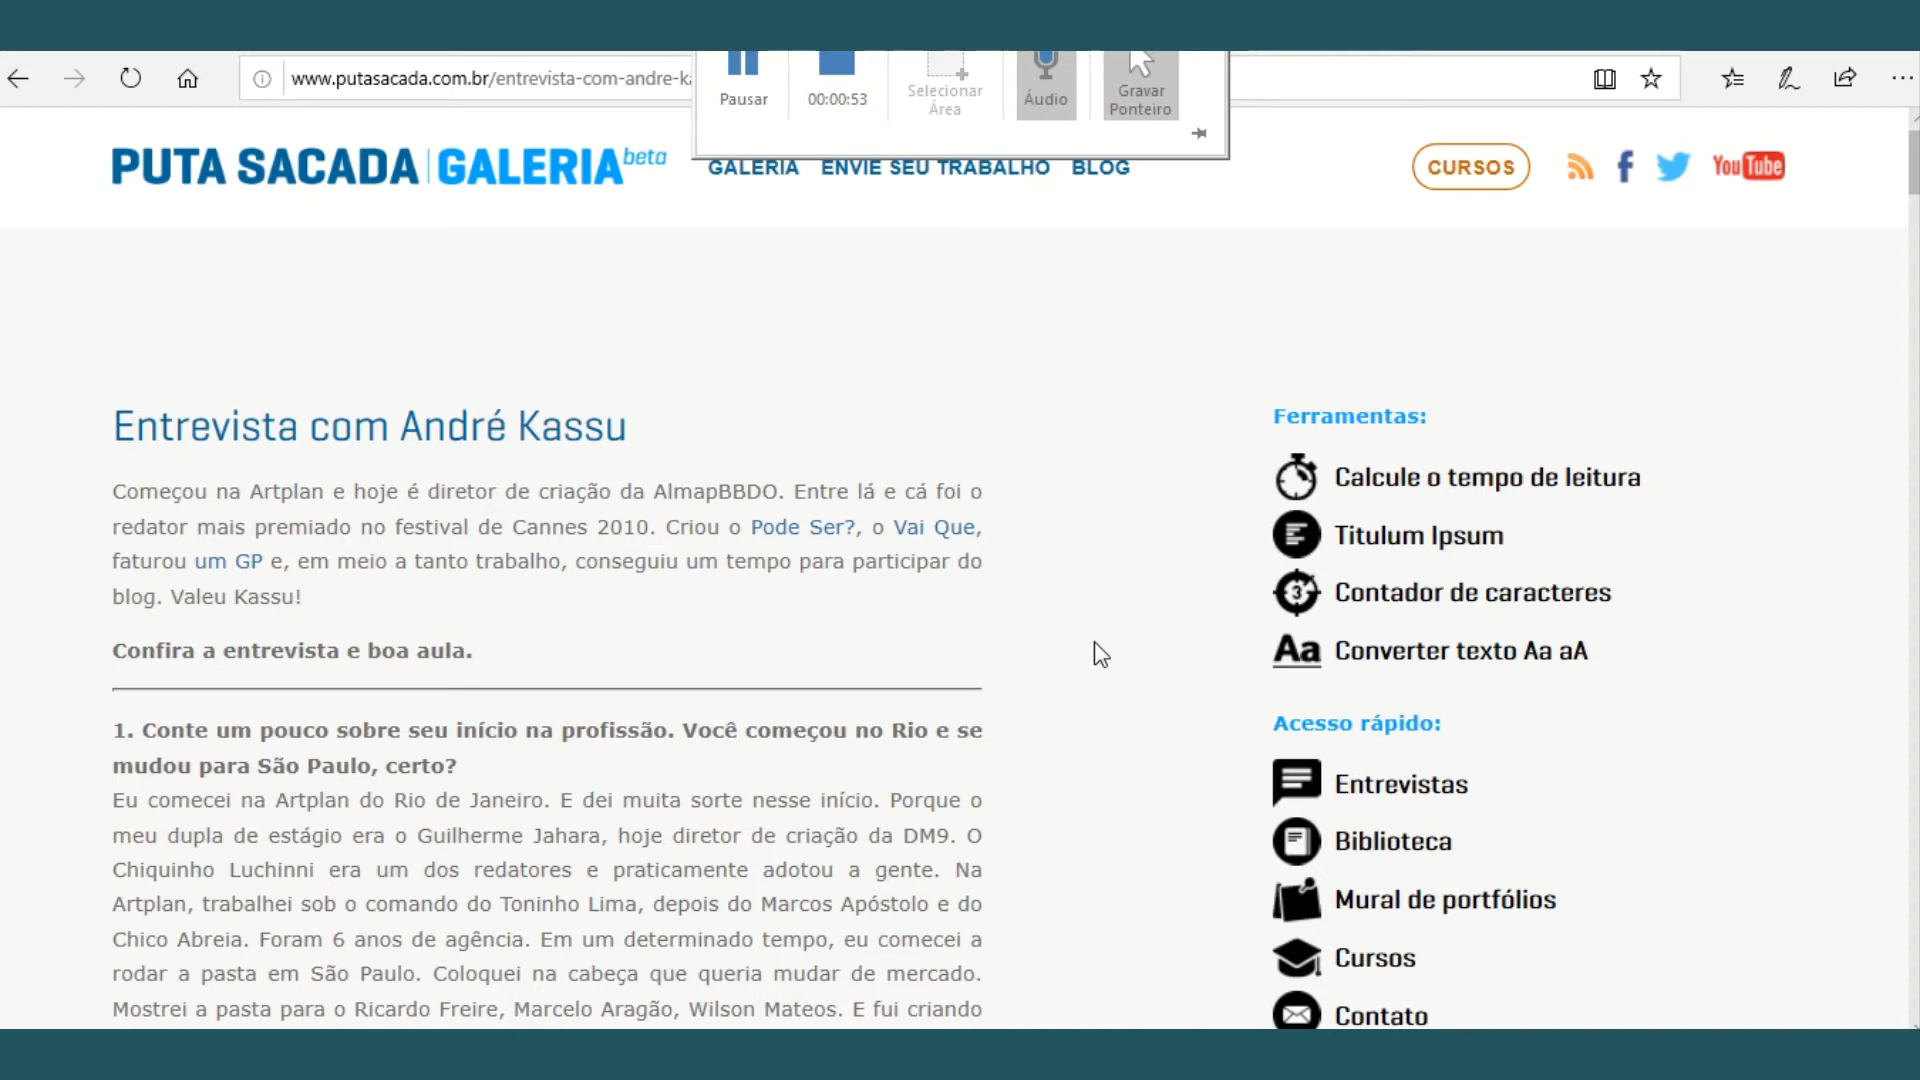 www.putasacada.com.br/entrevista-com-andre-ka
Pausar
00:00:53
Selecionar
Área
Áudio
Gravar
Ponteiro
PUTA SACADA | GALERIA beta
GALERIA ENVIE SEU TRABALHO BLOG
CURSOS
YouTube
Entrevista com André Kassu
Começou na Artplan e hoje é diretor de criação da AlmapBBDO. Entre lá e cá foi o
redator mais premiado no festival de Cannes 2010. Criou o Pode Ser?, o Vai Que,
faturou um GP e, em meio a tanto trabalho, conseguiu um tempo para participar do
blog. Valeu Kassu!
Confira a entrevista e boa aula.
1. Conte um pouco sobre seu início na profissão. Você começou no Rio e se
mudou para São Paulo, certo?
Eu comecei na Artplan do Rio de Janeiro. E dei muita sorte nesse início. Porque o
meu dupla de estágio era o Guilherme Jahara, hoje diretor de criação da DM9. O
Chiquinho Luchinni era um dos redatores e praticamente adotou a gente. Na
Artplan, trabalhei sob o comando do Toninho Lima, depois do Marcos Apóstolo e do
Chico Abreia. Foram 6 anos de agência. Em um determinado tempo, eu comecei a
rodar a pasta em São Paulo. Coloquei na cabeça que queria mudar de mercado.
Mostrei a pasta para o Ricardo Freire, Marcelo Aragão, Wilson Mateos. E fui criando
Ferramentas:
Calcule o tempo de leitura
Titulum Ipsum
3
Contador de caracteres
Aa Converter texto Aa aA
Acesso rápido:
Entrevistas
Biblioteca
Mural de portfólios
Cursos
Contato